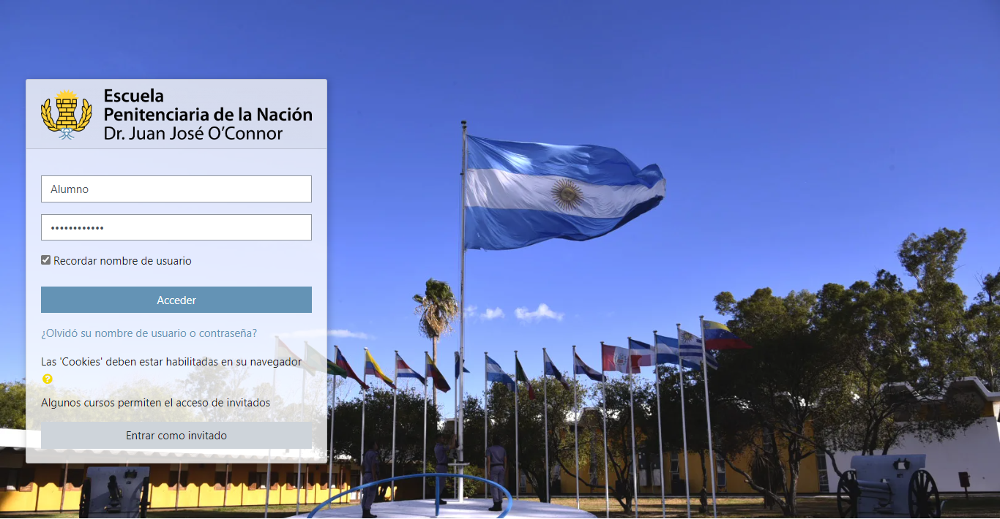 Escuela
Penitenciaria de la Nación
Dr. Juan José O'Connor
Alumno
••••••••••••
Recordar nombre de usuario
Acceder
¿Olvidó su nombre de usuario o contraseña?
Las 'Cookies' deben estar habilitadas en su navegador
?
Algunos cursos permiten el acceso de invitados
Entrar como invitado